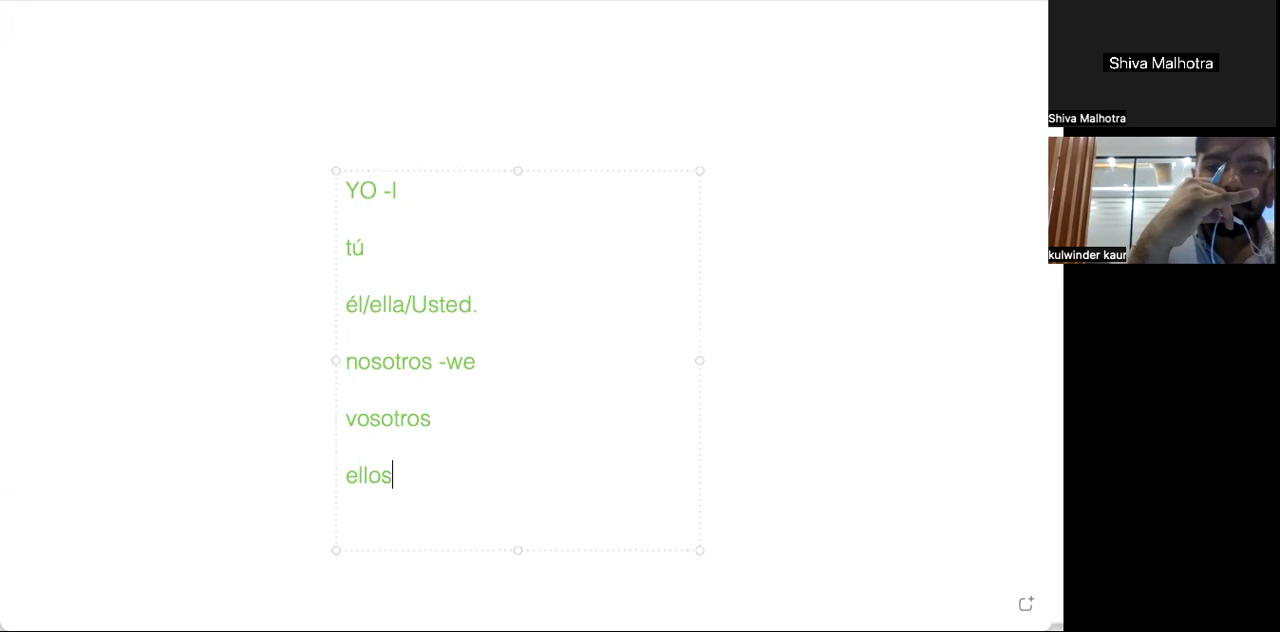 YO -I
tú
él/ella/Usted.
nosotros -we
vosotros
ellos
Shiva Malhotra
Shiva Malhotra
kulwinder kaur